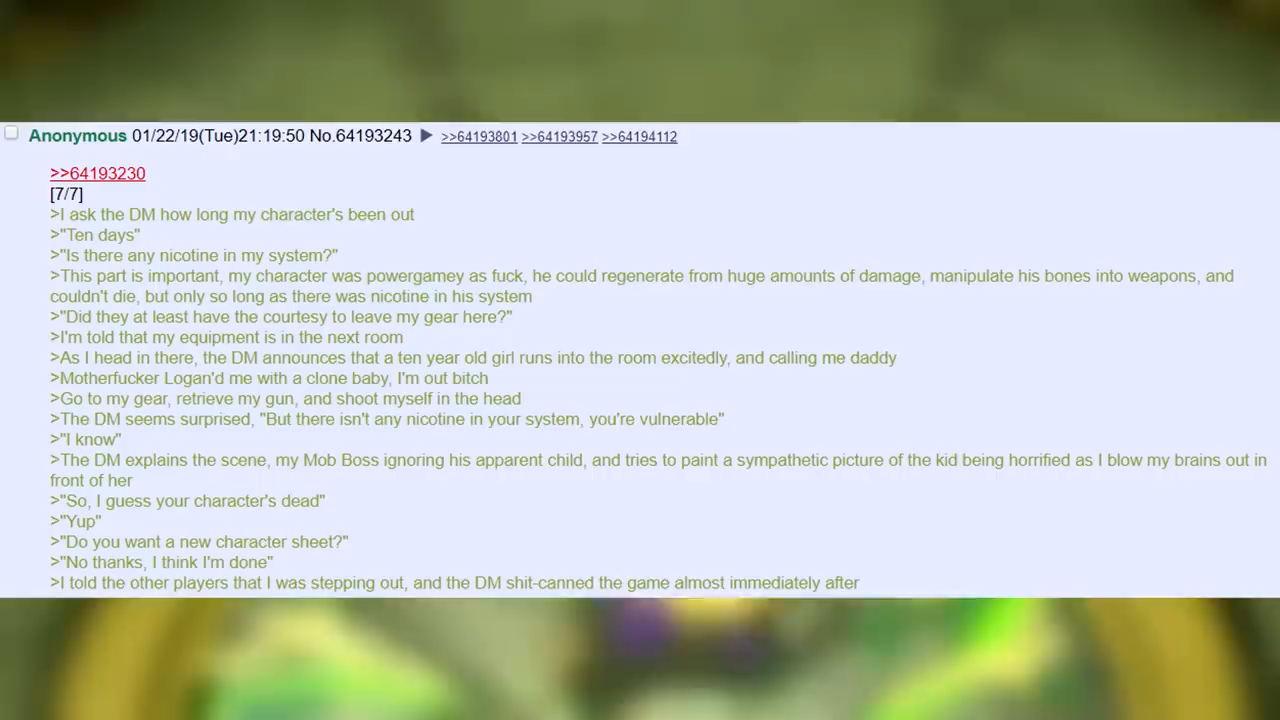 Anonymous 01/22/19(Tue)21:19:50 No.64193243 ▶ >>64193801 >>64193957 >>64194112
>>64193230
[7/7]
>I ask the DM how long my character's been out
>"Ten days"
>"Is there any nicotine in my system?"
>This part is important, my character was powergamey as fuck, he could regenerate from huge amounts of damage, manipulate his bones into weapons, and
couldn't die, but only so long as there was nicotine in his system
>"Did they at least have the courtesy to leave my gear here?"
>I'm told that my equipment is in the next room
>As I head in there, the DM announces that a ten year old girl runs into the room excitedly, and calling me daddy
>Motherfucker Logan'd me with a clone baby, I'm out bitch
>Go to my gear, retrieve my gun, and shoot myself in the head
>The DM seems surprised, "But there isn't any nicotine in your system, you're vulnerable"
>"I know"
>The DM explains the scene, my Mob Boss ignoring his apparent child, and tries to paint a sympathetic picture of the kid being horrified as I blow my brains out in
front of her
>"So, I guess your character's dead"
>"Yup"
>"Do you want a new character sheet?"
>"No thanks, I think I'm done"
>I told the other players that I was stepping out, and the DM shit-canned the game almost immediately after